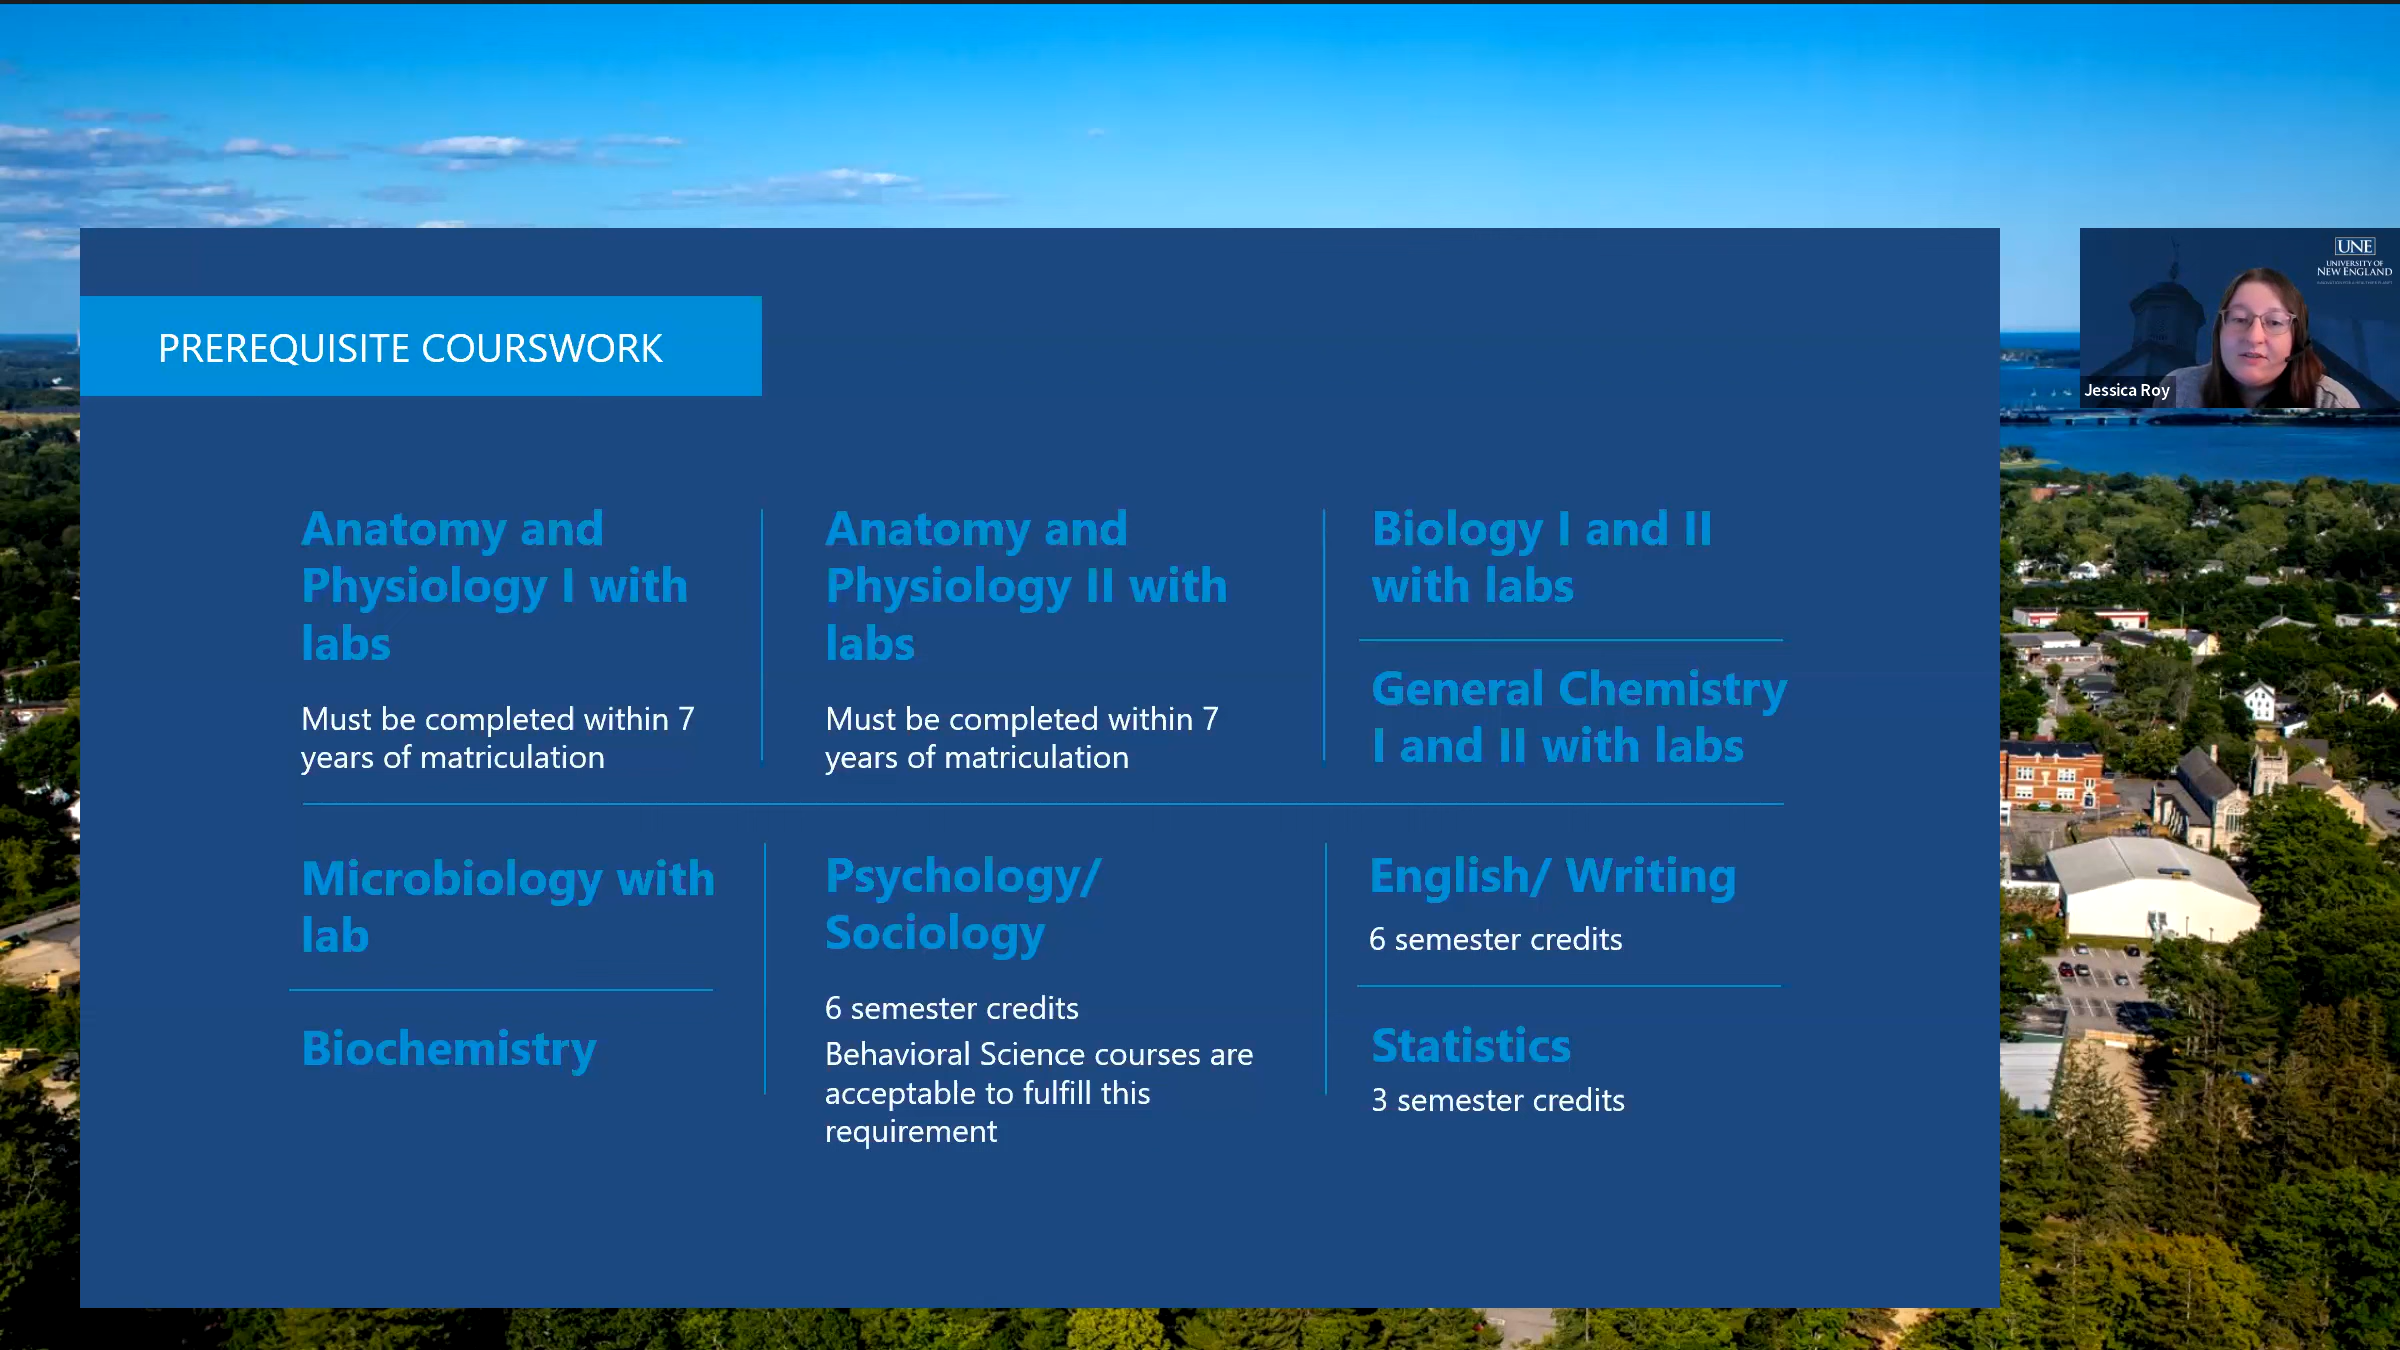 PREREQUISITE COURSWORK
UNE
UNIVERSITY OF
NEW ENGLAND
Jessica Roy
Anatomy and
Physiology I with
labs
Must be completed within 7
years of matriculation
Anatomy and
Physiology II with
labs
Must be completed within 7
years of matriculation
Biology I and II
with labs
General Chemistry
I and II with labs
Microbiology with
lab
Biochemistry
Psychology/
Sociology
6 semester credits
Behavioral Science courses are
acceptable to fulfill this
requirement
English/ Writing
6 semester credits
Statistics
3 semester credits